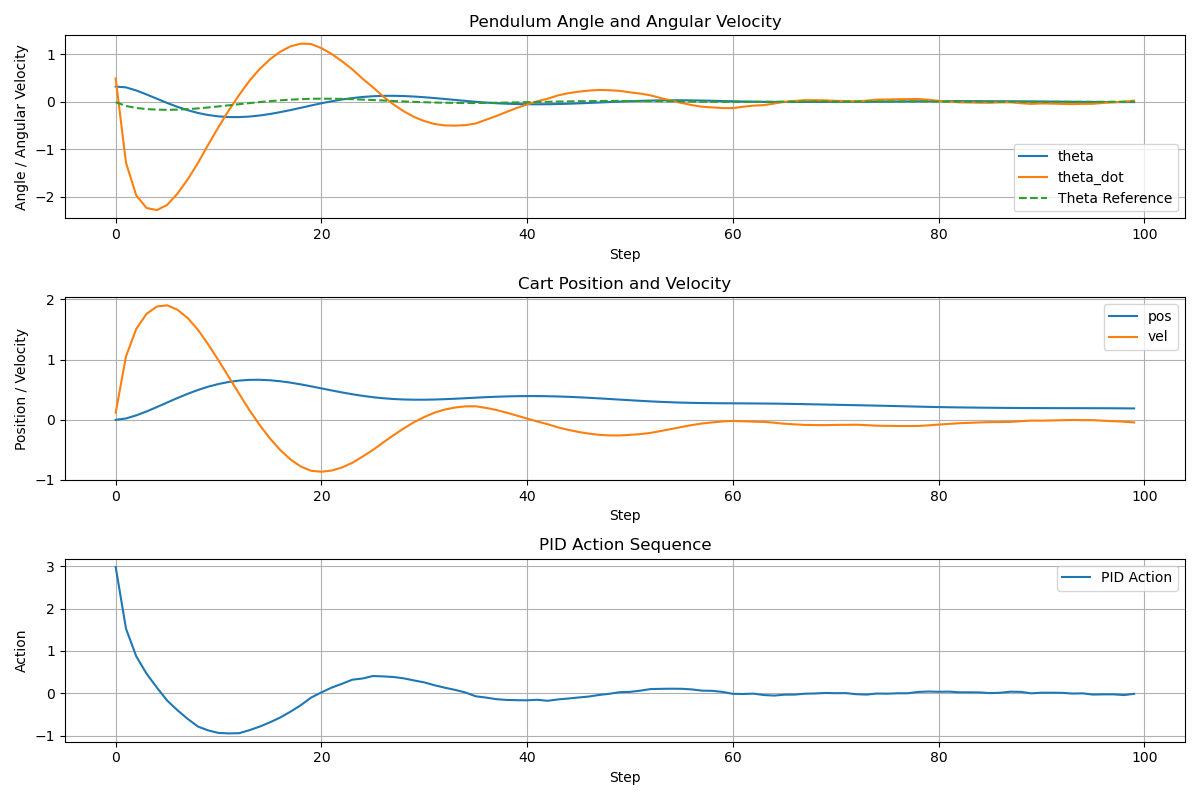 Pendulum Angle and Angular Velocity
Angle / Angular Velocity
1
0
−1
−2
theta
theta_dot
Theta Reference
0 20 40 60 80 100
Step
Cart Position and Velocity
Position / Velocity
2
1
0
−1
pos
vel
0 20 40 60 80 100
Step
PID Action Sequence
Action
3
2
1
0
−1
PID Action
0 20 40 60 80 100
Step